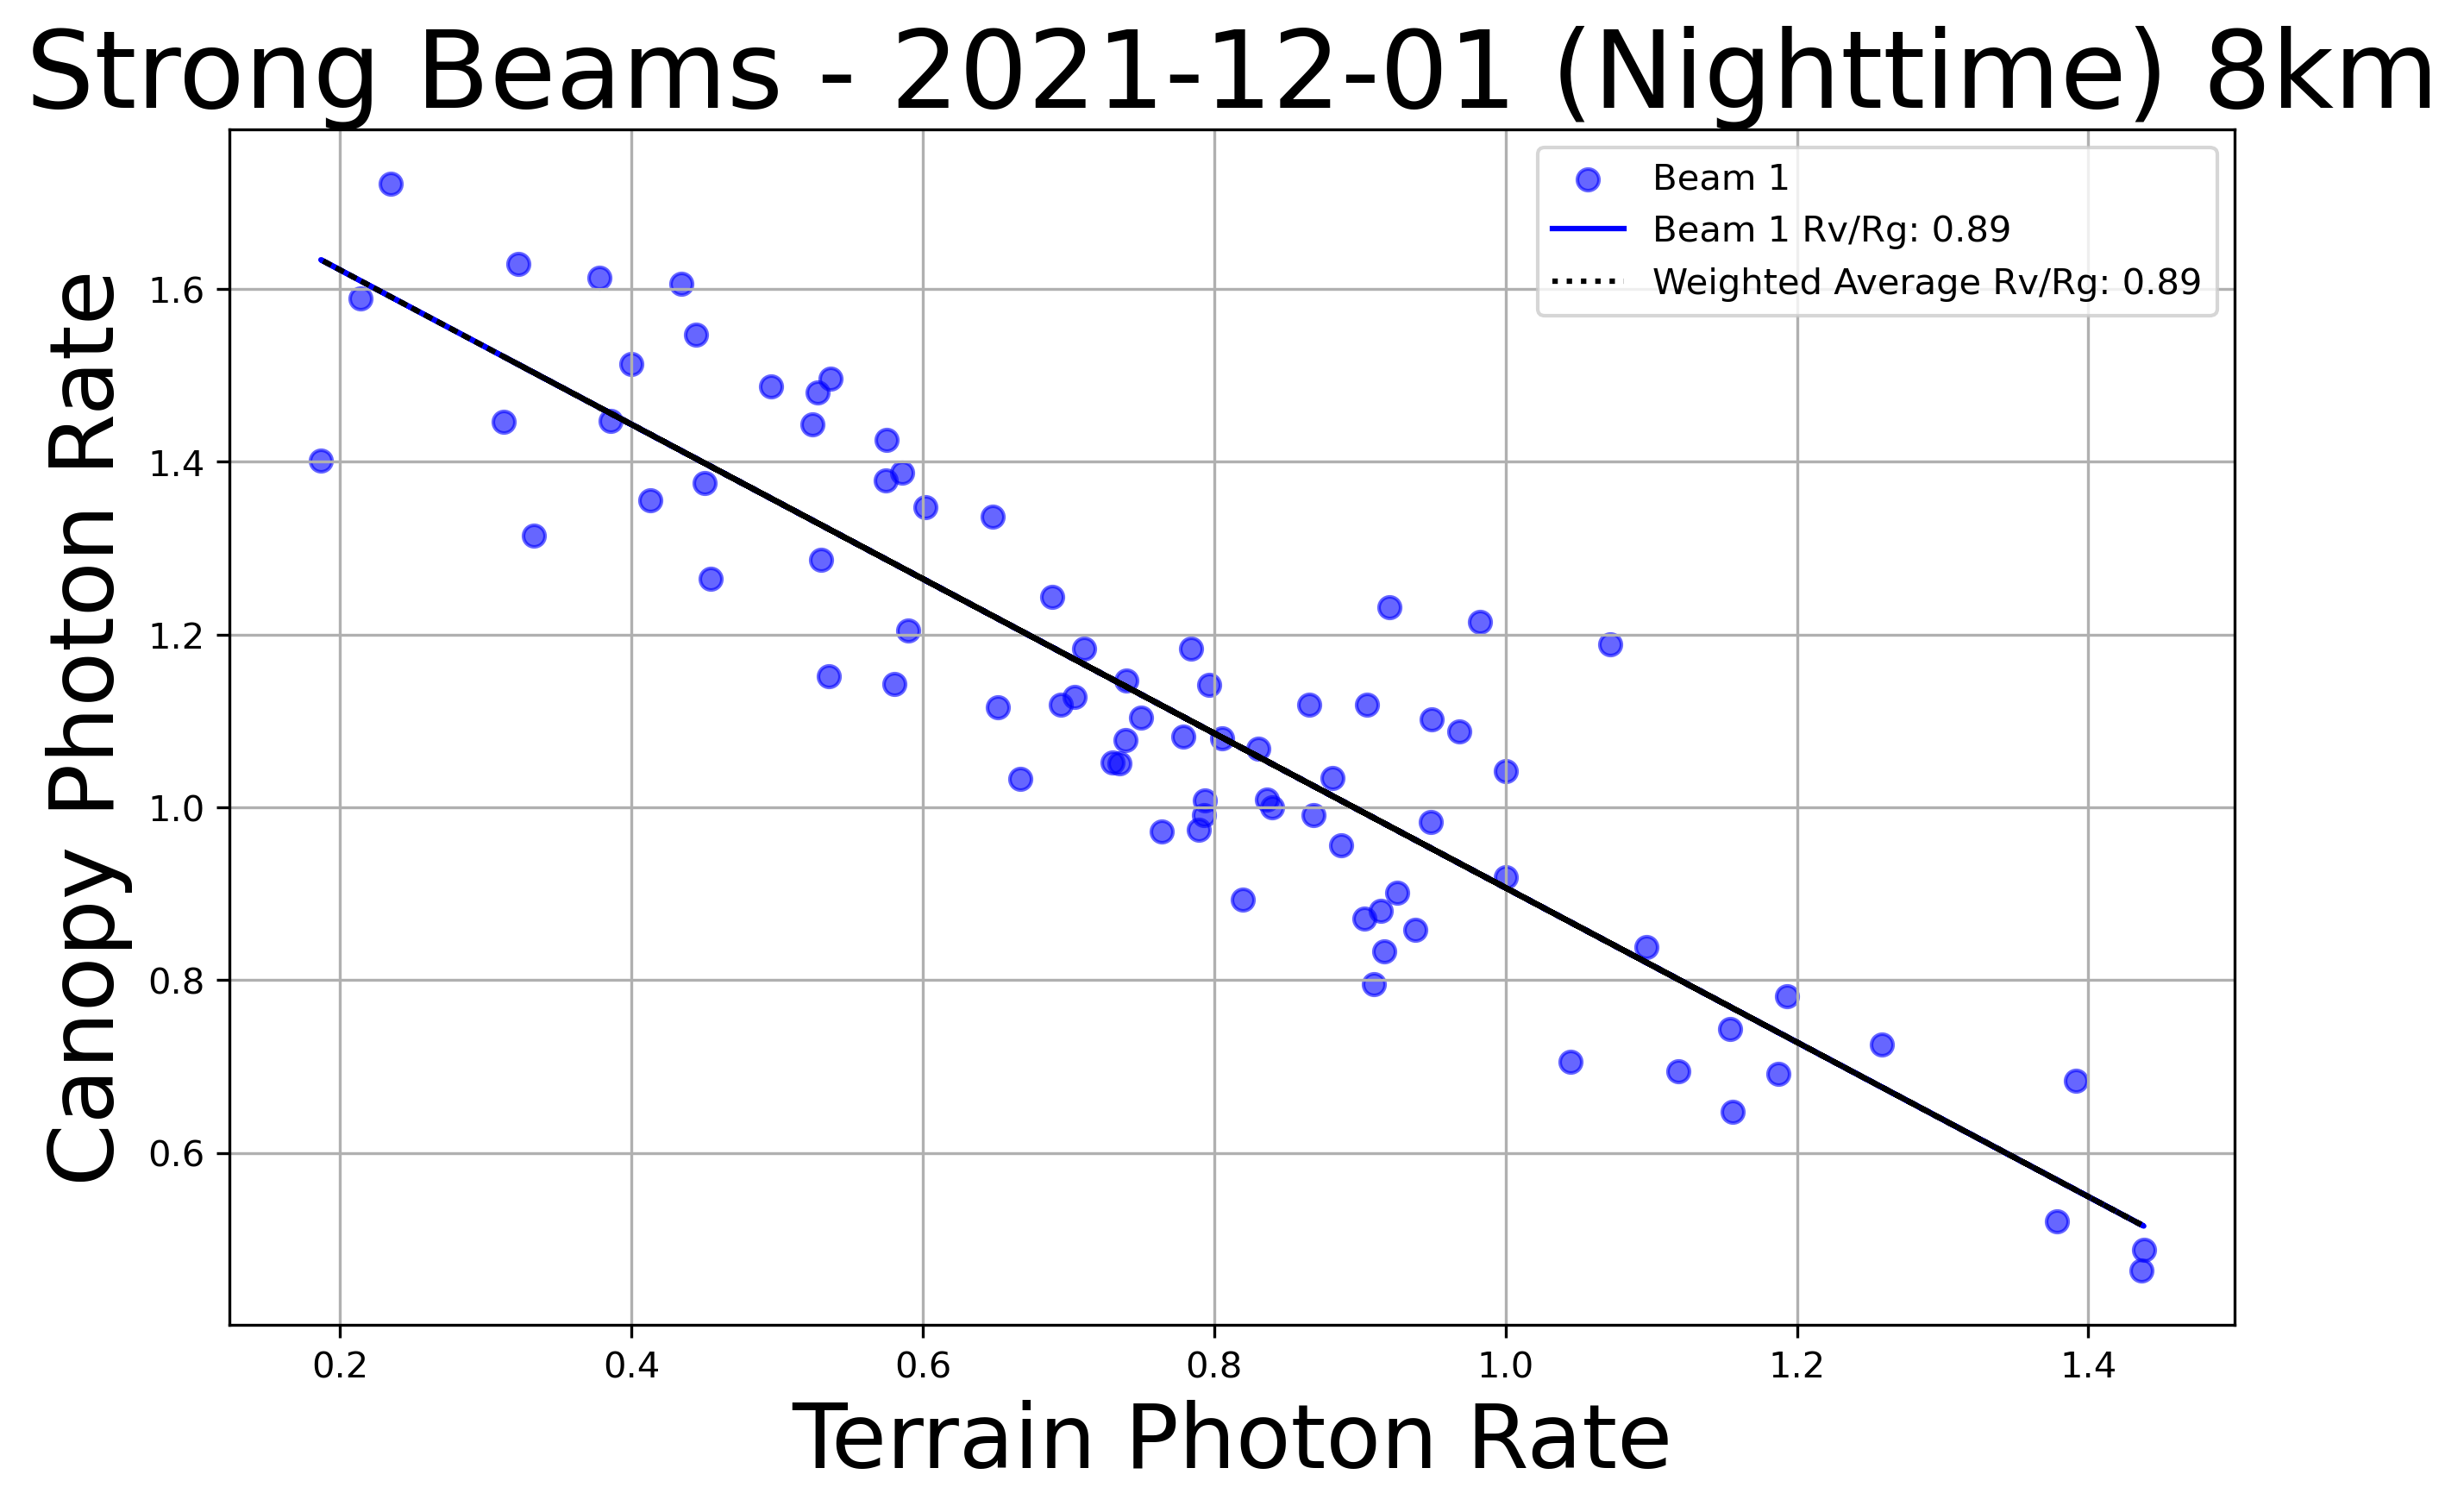 Strong Beams - 2021-12-01 (Nighttime) 8km
Beam 1
Beam 1 Rv/Rg: 0.89
Weighted Average Rv/Rg: 0.89
Canopy Photon Rate
1.6
1.4
1.2
1.0
0.8
0.6
0.2 0.4 0.6 0.8 1.0 1.2 1.4
Terrain Photon Rate